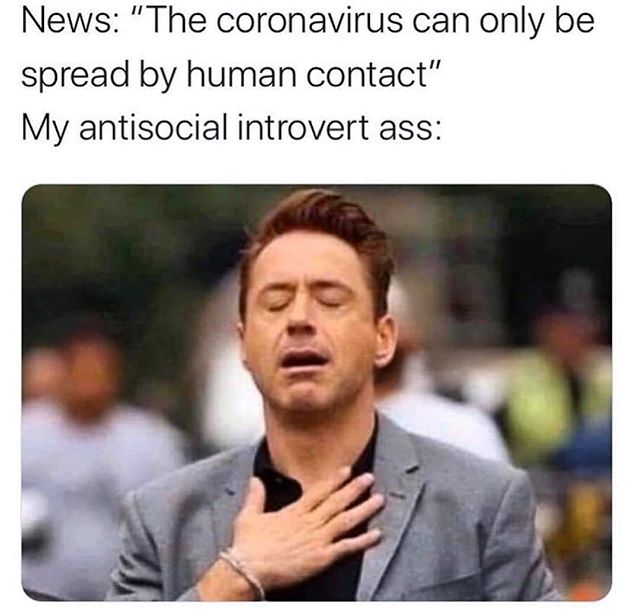 News: "The coronavirus can only be
spread by human contact"
My antisocial introvert ass: